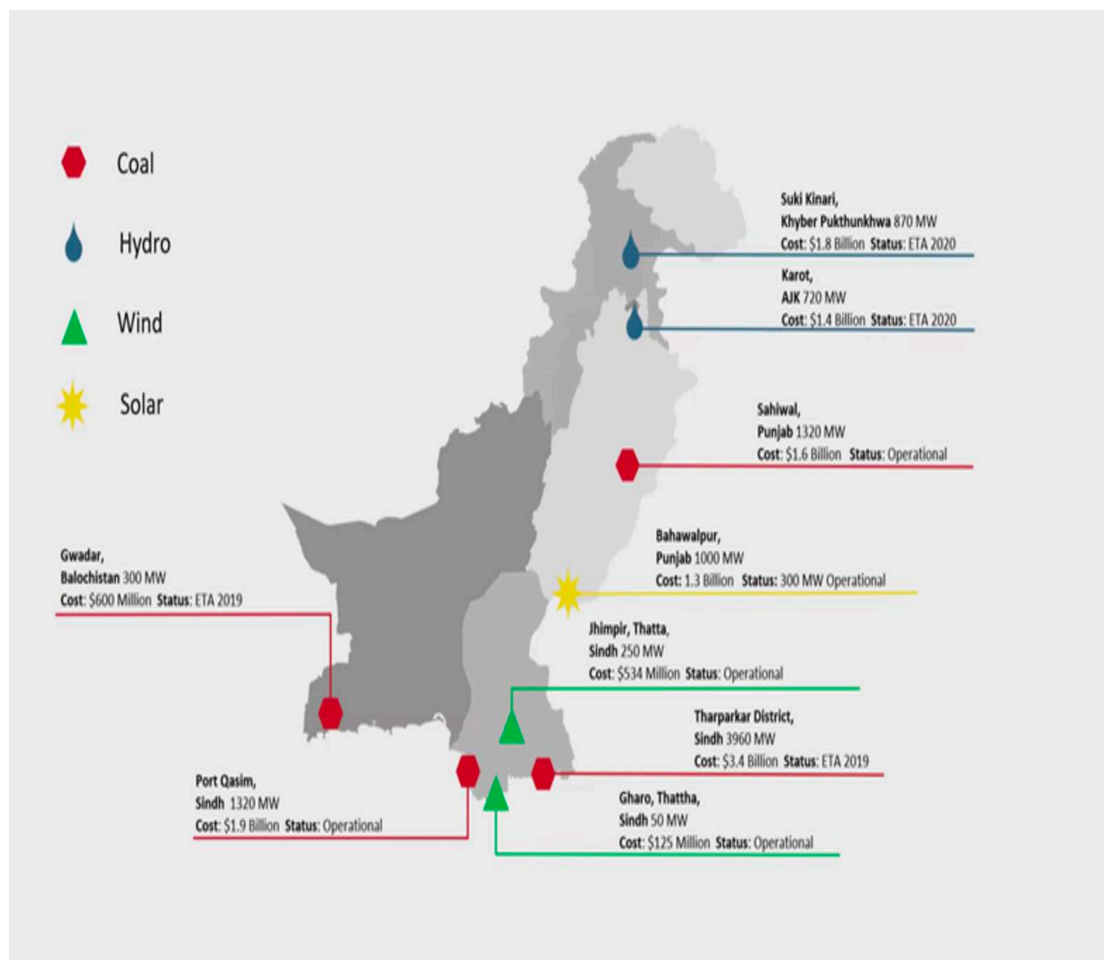 Coal
Hydro
Wind
Solar
Suki Kinari,
Khyber Pukthunkhwa 870 MW
Cost: $1.8 Billion Status: ETA 2020
Karot,
AJK 720 MW
Cost: $1.4 Billion Status: ETA 2020
Sahiwal,
Punjab 1320 MW
Cost: $1.6 Billion Status: Operational
Bahawalpur,
Punjab 1000 MW
Cost: 1.3 Billion Status: 300 MW Operational
Gwadar,
Balochistan 300 MW
Cost: $600 Million Status: ETA 2019
Jhimpir, Thatta,
Sindh 250 MW
Cost: $534 Million Status: Operational
Tharparkar District,
Sindh 3960 MW
Cost: $3.4 Billion Status: ETA 2019
Port Qasim,
Sindh 1320 MW
Cost: $1.9 Billion Status: Operational
Gharo, Thattha,
Sindh 50 MW
Cost: $125 Million Status: Operational